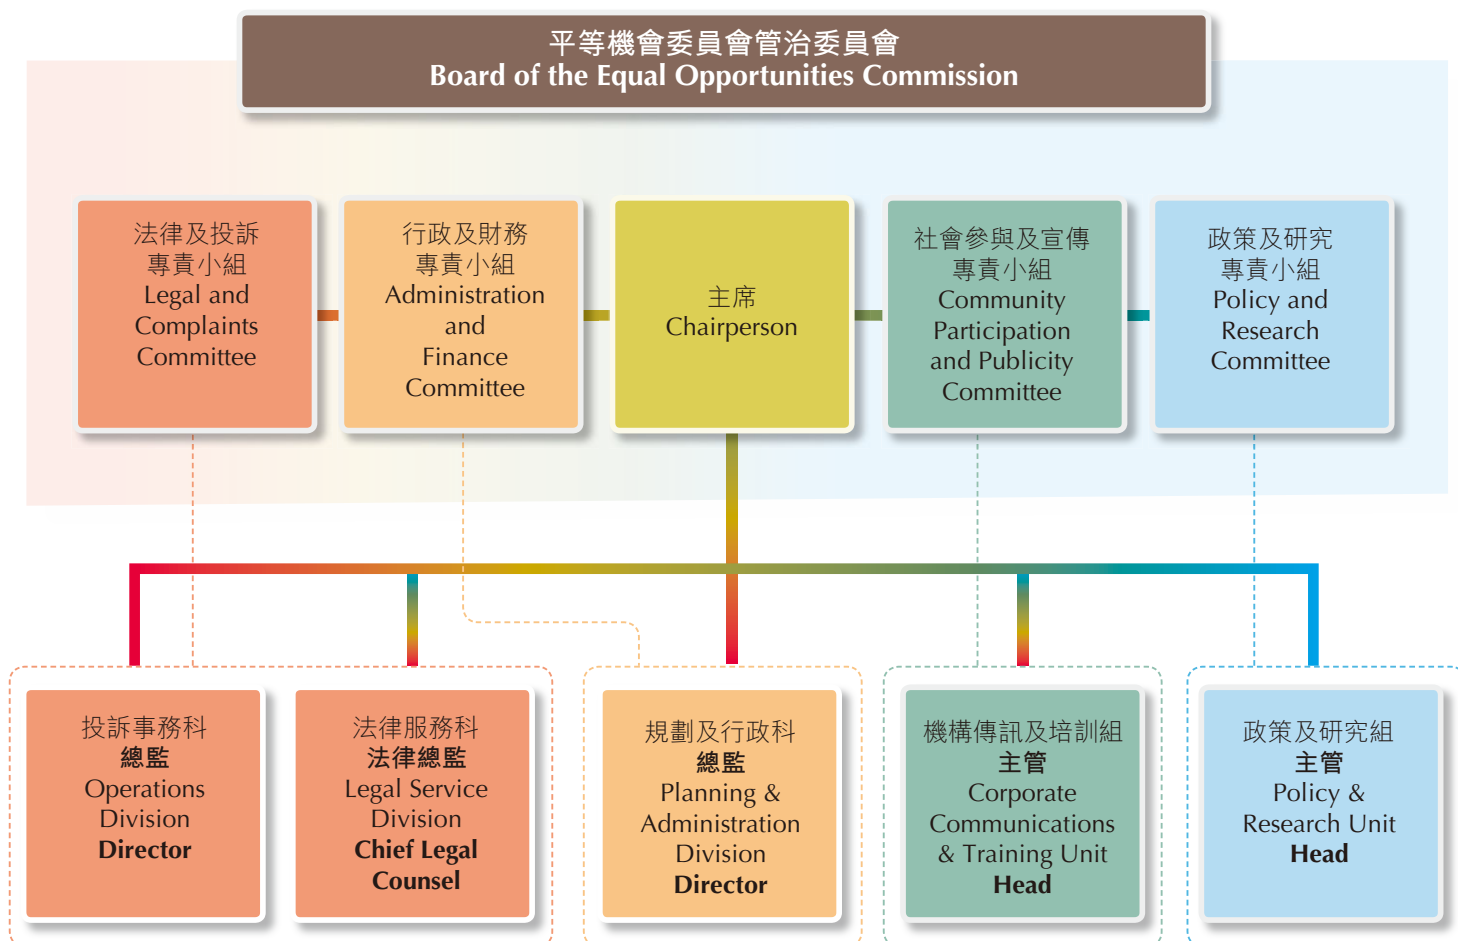 平等機會委員會管治委員會
Board of the Equal Opportunities Commission
法律及投訴
專責小組
Legal and
Complaints
Committee
行政及財務
專責小組
Administration
and
Finance
Committee
主席
Chairperson
社會參與及宣傳
專責小組
Community
Participation
and Publicity
Committee
政策及研究
專責小組
Policy and
Research
Committee
投訴事務科
總監
Operations
Division
Director
法律服務科
法律總監
Legal Service
Division
Chief Legal
Counsel
規劃及行政科
總監
Planning &
Administration
Division
Director
機構傳訊及培訓組
主管
Corporate
Communications
& Training Unit
Head
政策及研究組
主管
Policy &
Research Unit
Head